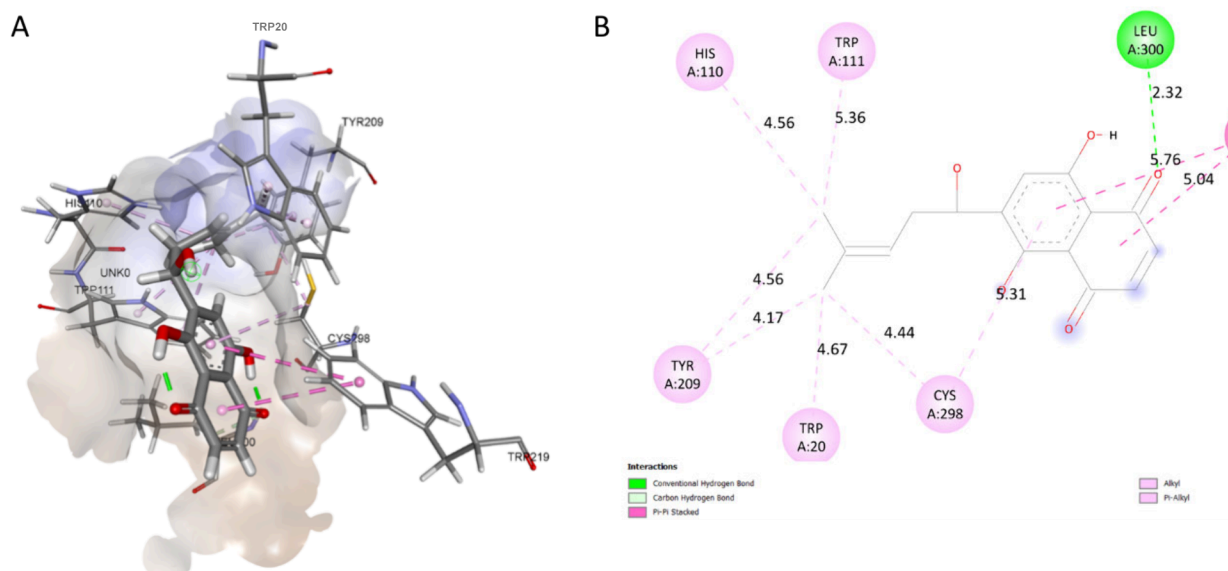 A
TRP20
TYR209
HIS110
UNK0
TRP111
CYS298
TRP219
B
HIS
A:110
TRP
A:111
LEU
A:300
2.32
4.56
5.36
H
5.76
5.04
4.56
5.31
4.17
4.44
4.67
TYR
A:209
TRP
A:20
CYS
A:298
Interactions
Conventional Hydrogen Bond
Carbon Hydrogen Bond
Pi-Pi Stacked
Alkyl
Pi-Alkyl